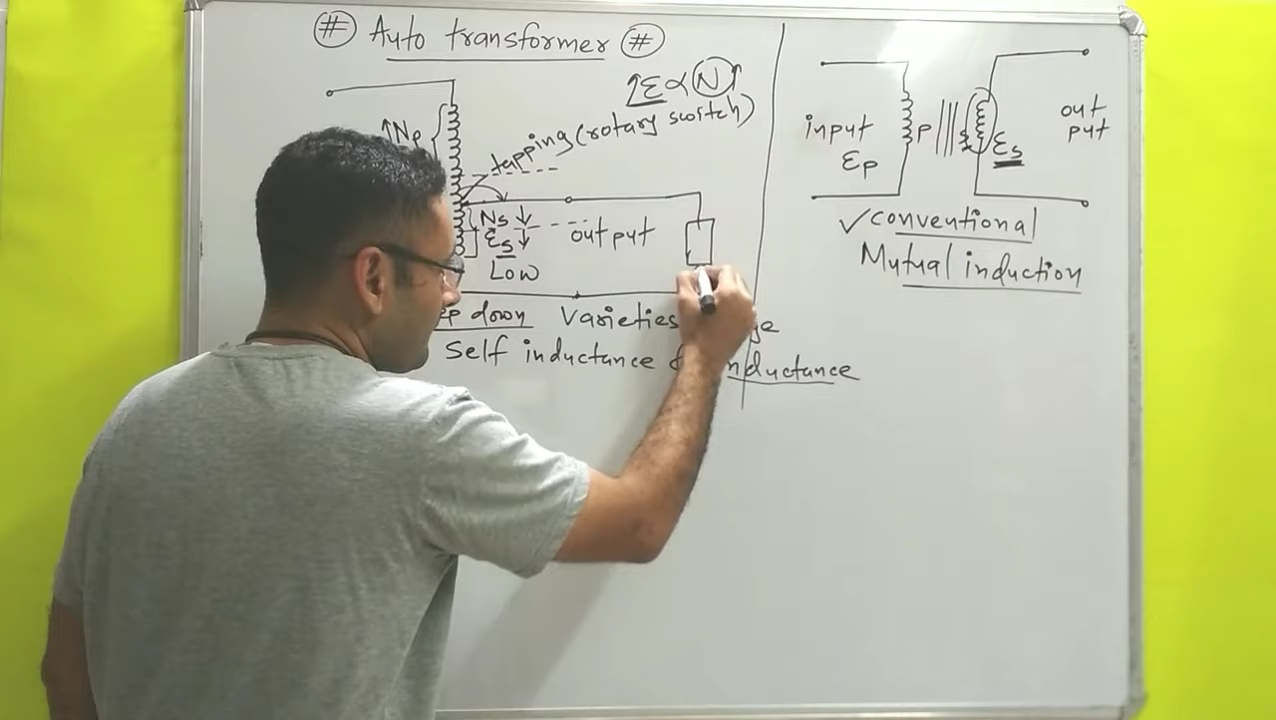 # Auto transformer #
↑E ∝ N↑
↑Np
tapping (rotary switch)
Ns ↓
Es ↓
Low
output
down Varieties
Self inductance
inductance
input
Ep
P
S
Es
out
put
✓ conventional
Mutual induction